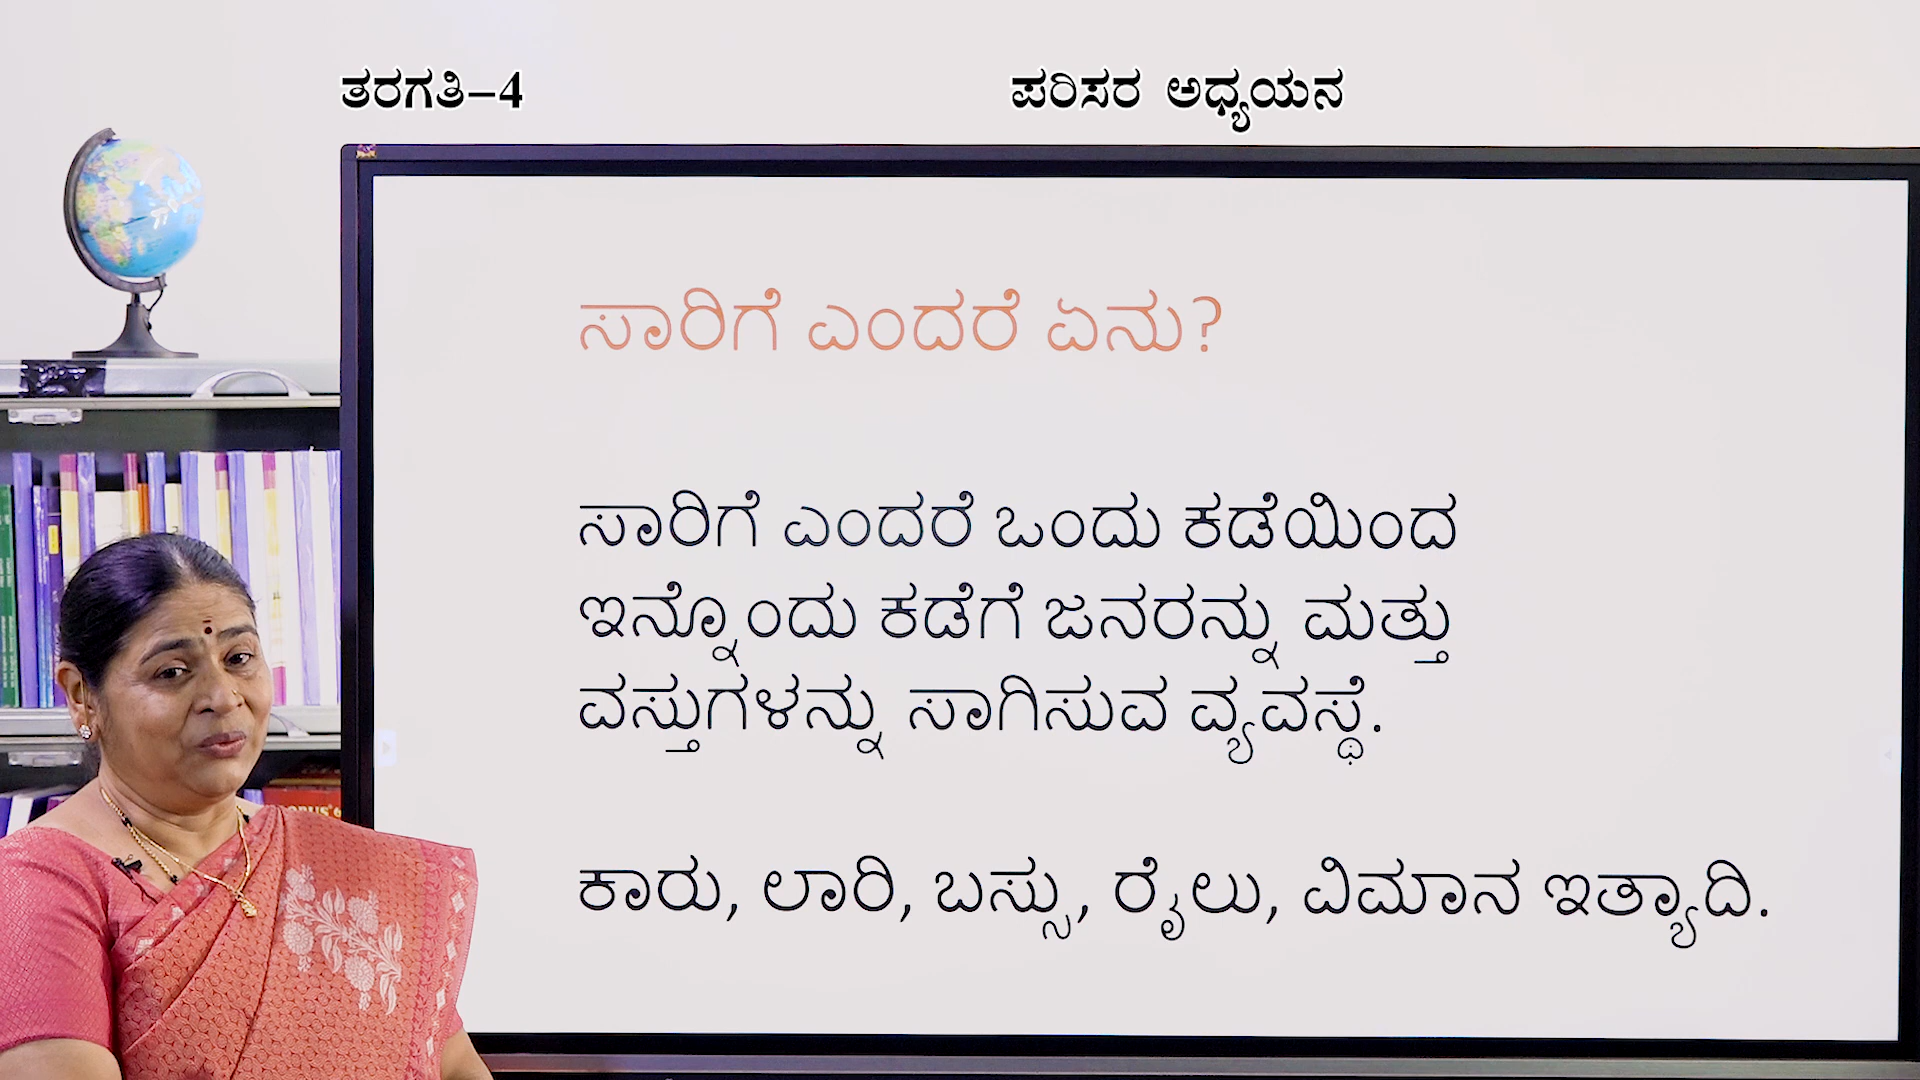 ತರಗತಿ–4
ಪರಿಸರ ಅಧ್ಯಯನ
ಸಾರಿಗೆ ಎಂದರೆ ಏನು?
ಸಾರಿಗೆ ಎಂದರೆ ಒಂದು ಕಡೆಯಿಂದ
ಇನ್ನೊಂದು ಕಡೆಗೆ ಜನರನ್ನು ಮತ್ತು
ವಸ್ತುಗಳನ್ನು ಸಾಗಿಸುವ ವ್ಯವಸ್ಥೆ.
ಕಾರು, ಲಾರಿ, ಬಸ್ಸು, ರೈಲು, ವಿಮಾನ ಇತ್ಯಾದಿ.